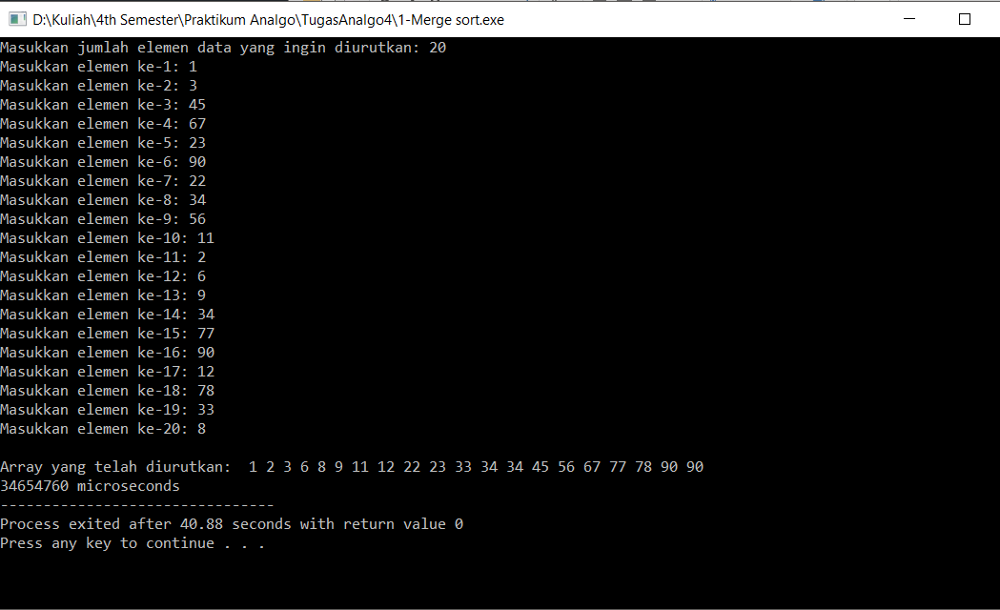 D:\Kuliah\4th Semester\Praktikum Analgo\TugasAnalgo4\1-Merge sort.exe
Masukkan jumlah elemen data yang ingin diurutkan: 20
Masukkan elemen ke-1: 1
Masukkan elemen ke-2: 3
Masukkan elemen ke-3: 45
Masukkan elemen ke-4: 67
Masukkan elemen ke-5: 23
Masukkan elemen ke-6: 90
Masukkan elemen ke-7: 22
Masukkan elemen ke-8: 34
Masukkan elemen ke-9: 56
Masukkan elemen ke-10: 11
Masukkan elemen ke-11: 2
Masukkan elemen ke-12: 6
Masukkan elemen ke-13: 9
Masukkan elemen ke-14: 34
Masukkan elemen ke-15: 77
Masukkan elemen ke-16: 90
Masukkan elemen ke-17: 12
Masukkan elemen ke-18: 78
Masukkan elemen ke-19: 33
Masukkan elemen ke-20: 8
Array yang telah diurutkan:  1 2 3 6 8 9 11 12 22 23 33 34 34 45 56 67 77 78 90 90
34654760 microseconds
--------------------------------
Process exited after 40.88 seconds with return value 0
Press any key to continue . . .